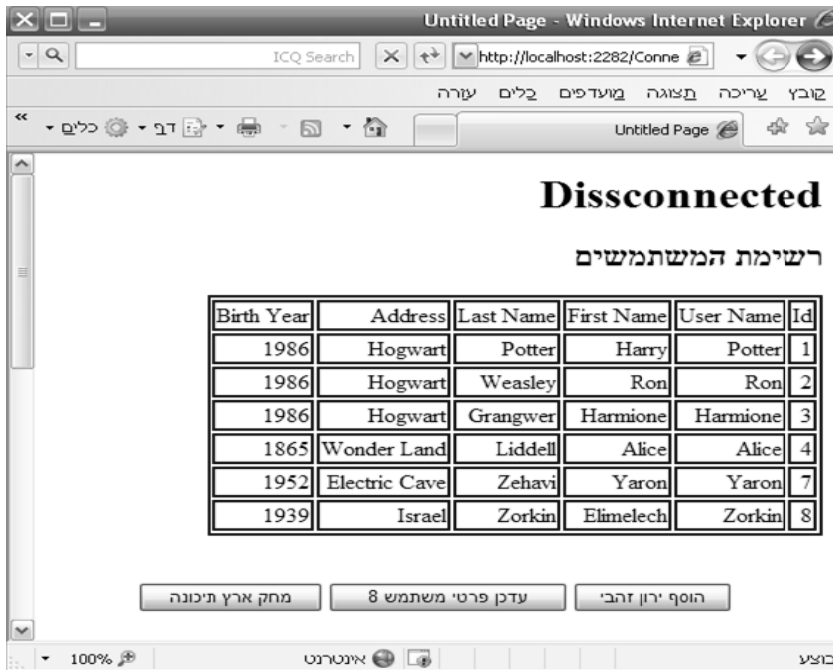 Untitled Page - Windows Internet Explorer
http://localhost:2282/Conne ICQ Search
קובץ עריכה תצוגה מועדפים כלים עזרה
Untitled Page דף כלים
Dissconnected
רשימת המשתמשים
Id User Name First Name Last Name Address Birth Year
1 Potter Harry Potter Hogwart 1986
2 Ron Ron Weasley Hogwart 1986
3 Harmione Harmione Grangwer Hogwart 1986
4 Alice Alice Liddell Wonder Land 1865
7 Yaron Yaron Zehavi Electric Cave 1952
8 Zorkin Elimelech Zorkin Israel 1939
הוסף ירון זהבי עדכן פרטי משתמש 8 מחק ארץ תיכונה
בוצע אינטרנט 100%